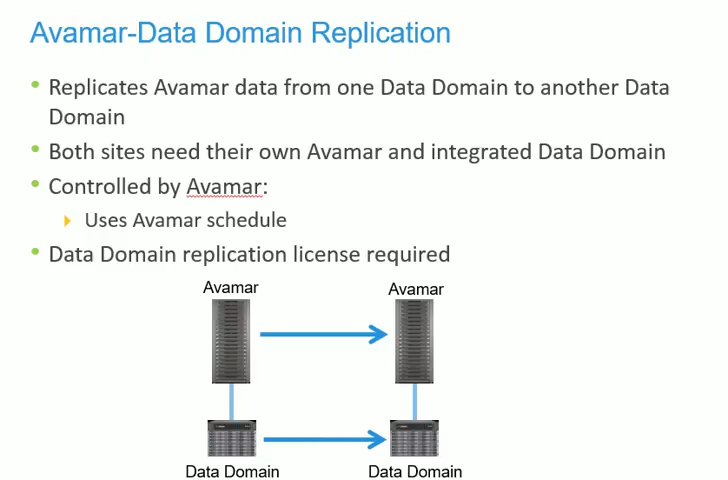 Avamar-Data Domain Replication
Replicates Avamar data from one Data Domain to another Data
Domain
Both sites need their own Avamar and integrated Data Domain
Controlled by Avamar:
Uses Avamar schedule
Data Domain replication license required
Avamar
Avamar
Data Domain
Data Domain